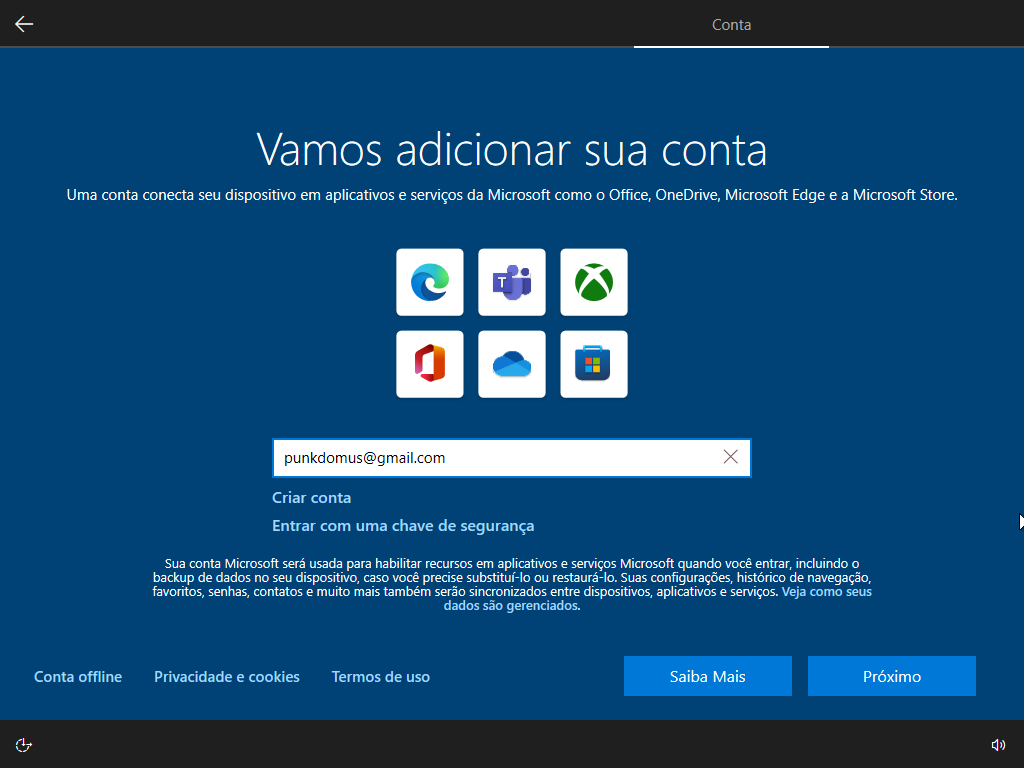 Conta
Vamos adicionar sua conta
Uma conta conecta seu dispositivo em aplicativos e serviços da Microsoft como o Office, OneDrive, Microsoft Edge e a Microsoft Store.
T
punkdomus@gmail.com
Criar conta
Entrar com uma chave de segurança
Sua conta Microsoft será usada para habilitar recursos em aplicativos e serviços Microsoft quando você entrar, incluindo o
backup de dados no seu dispositivo, caso você precise substituí-lo ou restaurá-lo. Suas configurações, histórico de navegação,
favoritos, senhas, contatos e muito mais também serão sincronizados entre dispositivos, aplicativos e serviços. Veja como seus
dados são gerenciados.
Conta offline
Privacidade e cookies
Termos de uso
Saiba Mais
Próximo